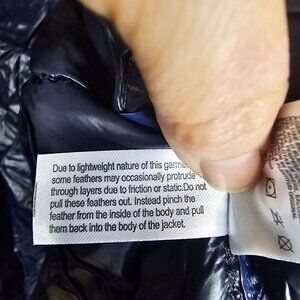 Due to lightweight nature of this
some feathers may occasionally protrude
through layers due to friction or static.Do not
pull these feathers out. Instead pinch the
feather from the inside of the body and pull
them back into the body of the jacket.